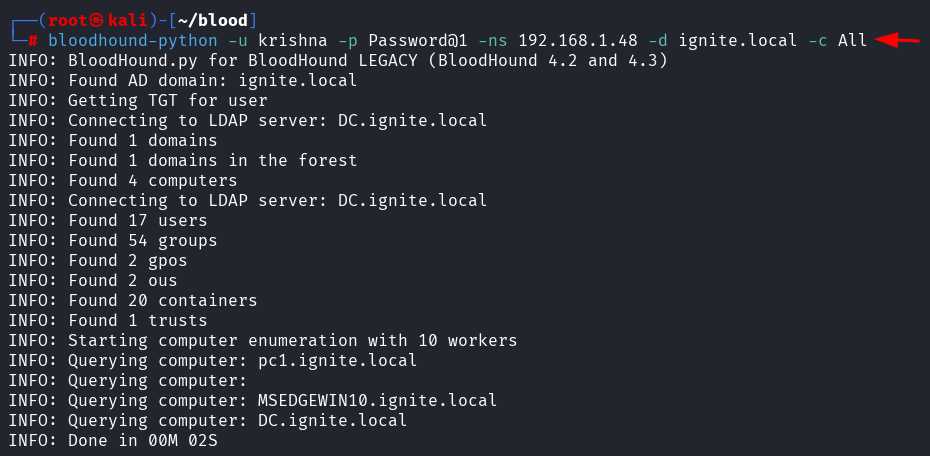 ┌──(root㉿kali)-[~/blood]
└─# bloodhound-python -u krishna -p Password@1 -ns 192.168.1.48 -d ignite.local -c All
INFO: BloodHound.py for BloodHound LEGACY (BloodHound 4.2 and 4.3)
INFO: Found AD domain: ignite.local
INFO: Getting TGT for user
INFO: Connecting to LDAP server: DC.ignite.local
INFO: Found 1 domains
INFO: Found 1 domains in the forest
INFO: Found 4 computers
INFO: Connecting to LDAP server: DC.ignite.local
INFO: Found 17 users
INFO: Found 54 groups
INFO: Found 2 gpos
INFO: Found 2 ous
INFO: Found 20 containers
INFO: Found 1 trusts
INFO: Starting computer enumeration with 10 workers
INFO: Querying computer: pc1.ignite.local
INFO: Querying computer:
INFO: Querying computer: MSEDGEWIN10.ignite.local
INFO: Querying computer: DC.ignite.local
INFO: Done in 00M 02S